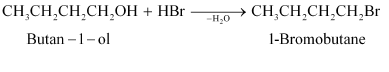 CH₃CH₂CH₂CH₂OH + HBr —−H₂O→ CH₃CH₂CH₂CH₂Br
Butan −1− ol 1-Bromobutane